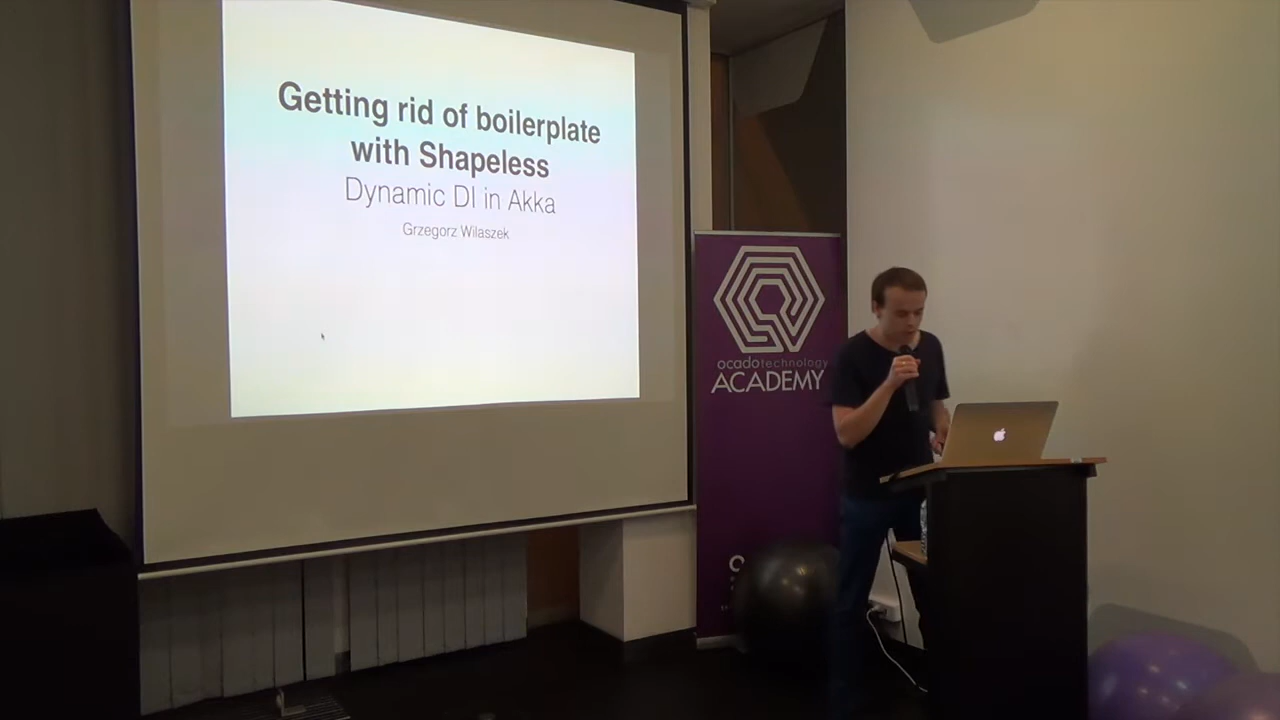 Getting rid of boilerplate
with Shapeless
Dynamic DI in Akka
Grzegorz Wilaszek
ocadotechnology
ACADEMY